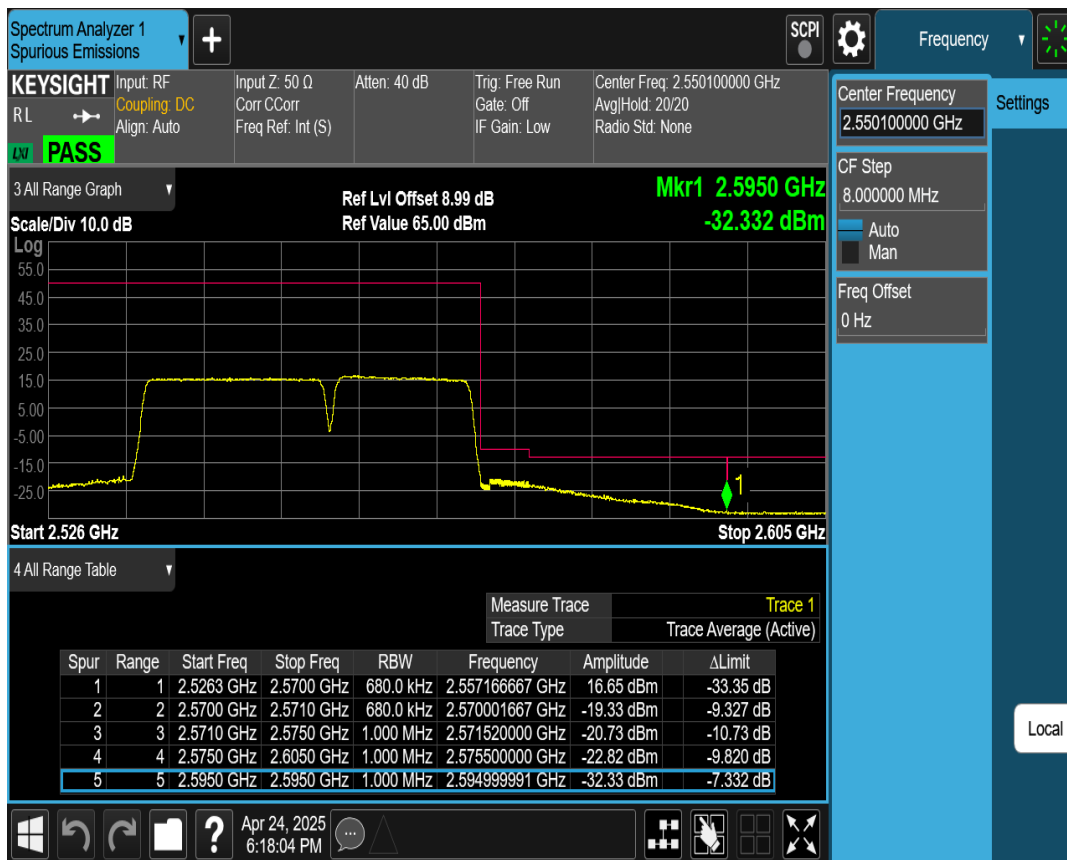 Spectrum Analyzer 1
Spurious Emissions
+
SCPI
Frequency
KEYSIGHT
RL
LXI
PASS
Input: RF
Coupling: DC
Align: Auto
Input Z: 50 Ω
Corr CCorr
Freq Ref: Int (S)
Atten: 40 dB
Trig: Free Run
Gate: Off
IF Gain: Low
Center Freq: 2.550100000 GHz
Avg|Hold: 20/20
Radio Std: None
Center Frequency
2.550100000 GHz
Settings
CF Step
8.000000 MHz
Auto
Man
Freq Offset
0 Hz
3 All Range Graph
Scale/Div 10.0 dB
Ref Lvl Offset 8.99 dB
Ref Value 65.00 dBm
Mkr1 2.5950 GHz
-32.332 dBm
Log
55.0
45.0
35.0
25.0
15.0
5.00
-5.00
-15.0
-25.0
1
Start 2.526 GHz
Stop 2.605 GHz
4 All Range Table
Measure Trace Trace 1
Trace Type Trace Average (Active)
Spur Range Start Freq Stop Freq RBW Frequency Amplitude ΔLimit
1 1 2.5263 GHz 2.5700 GHz 680.0 kHz 2.557166667 GHz 16.65 dBm -33.35 dB
2 2 2.5700 GHz 2.5710 GHz 680.0 kHz 2.570001667 GHz -19.33 dBm -9.327 dB
3 3 2.5710 GHz 2.5750 GHz 1.000 MHz 2.571520000 GHz -20.73 dBm -10.73 dB
4 4 2.5750 GHz 2.6050 GHz 1.000 MHz 2.575500000 GHz -22.82 dBm -9.820 dB
5 5 2.5950 GHz 2.5950 GHz 1.000 MHz 2.594999991 GHz -32.33 dBm -7.332 dB
Local
?
Apr 24, 2025
6:18:04 PM